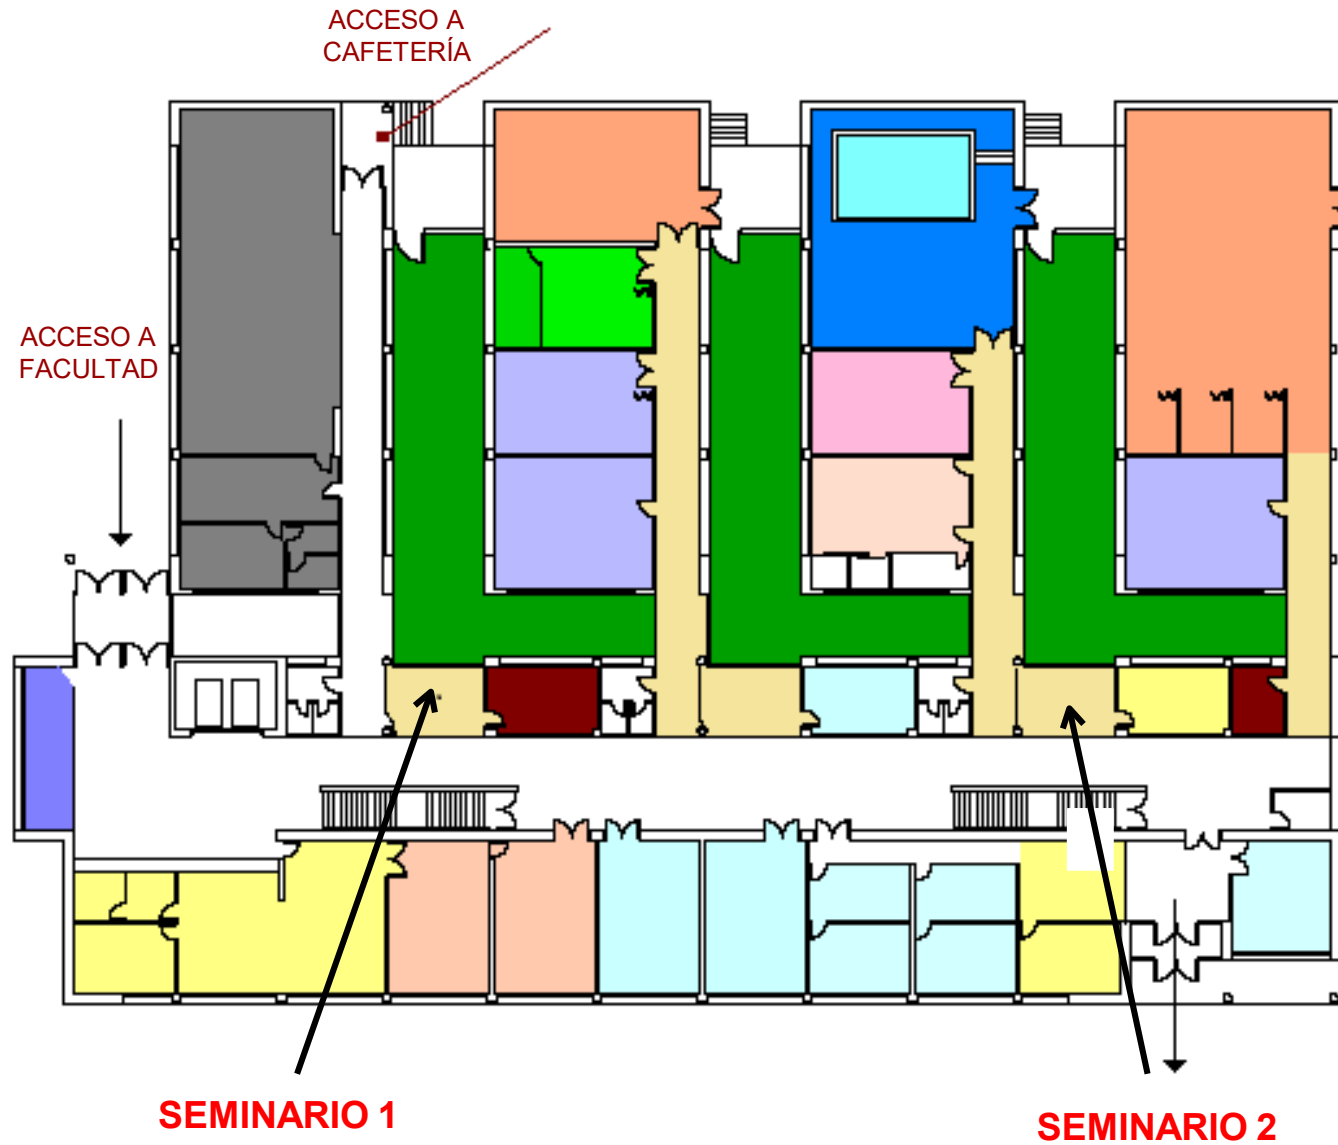 ACCESO A
CAFETERÍA
ACCESO A
FACULTAD
SEMINARIO 1
SEMINARIO 2